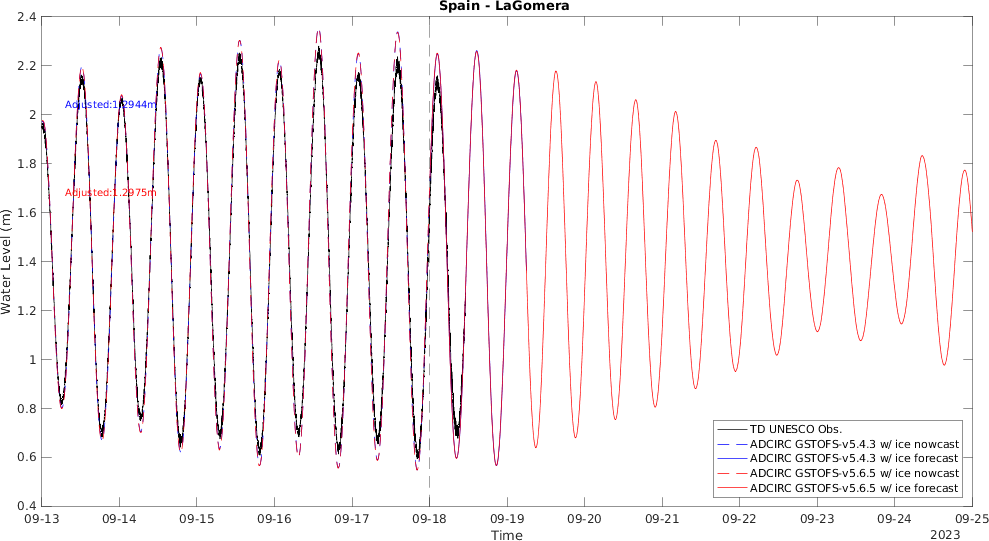 Spain - LaGomera
2.4
2.2
2
1.8
1.6
1.4
1.2
1
0.8
0.6
0.4
Water Level (m)
Adjusted:1.2944m
Adjusted:1.2975m
TD UNESCO Obs.
ADCIRC GSTOFS-v5.4.3 w/ ice nowcast
ADCIRC GSTOFS-v5.4.3 w/ ice forecast
ADCIRC GSTOFS-v5.6.5 w/ ice nowcast
ADCIRC GSTOFS-v5.6.5 w/ ice forecast
09-13 09-14 09-15 09-16 09-17 09-18 09-19 09-20 09-21 09-22 09-23 09-24 09-25
Time
2023